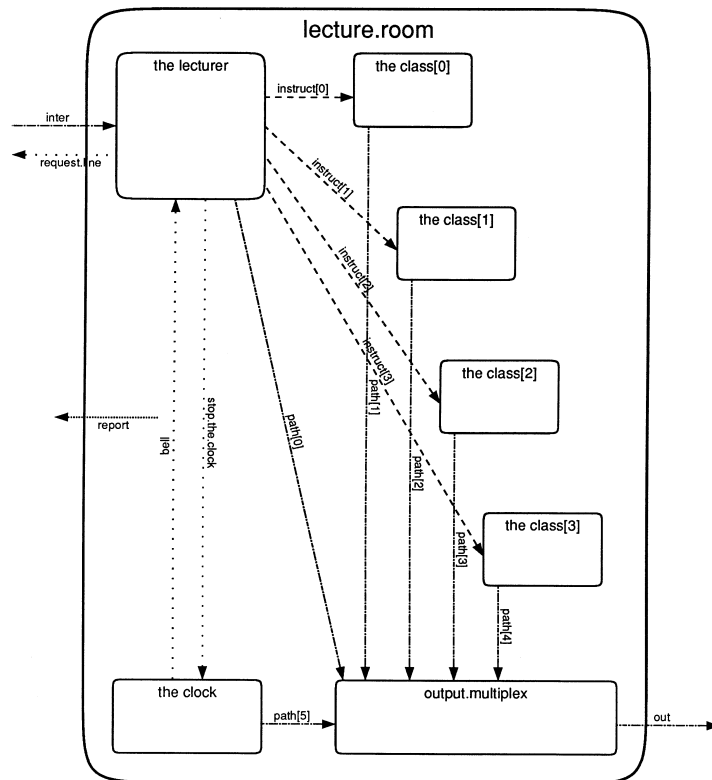 lecture.room
the lecturer
the class[0]
instruct[0]
inter
request.line
instruct[1]
the class[1]
instruct[2]
instruct[3]
the class[2]
path[1]
report
bell
stop.the.clock
path[0]
path[2]
the class[3]
path[3]
path[4]
the clock
output.multiplex
path[5]
out